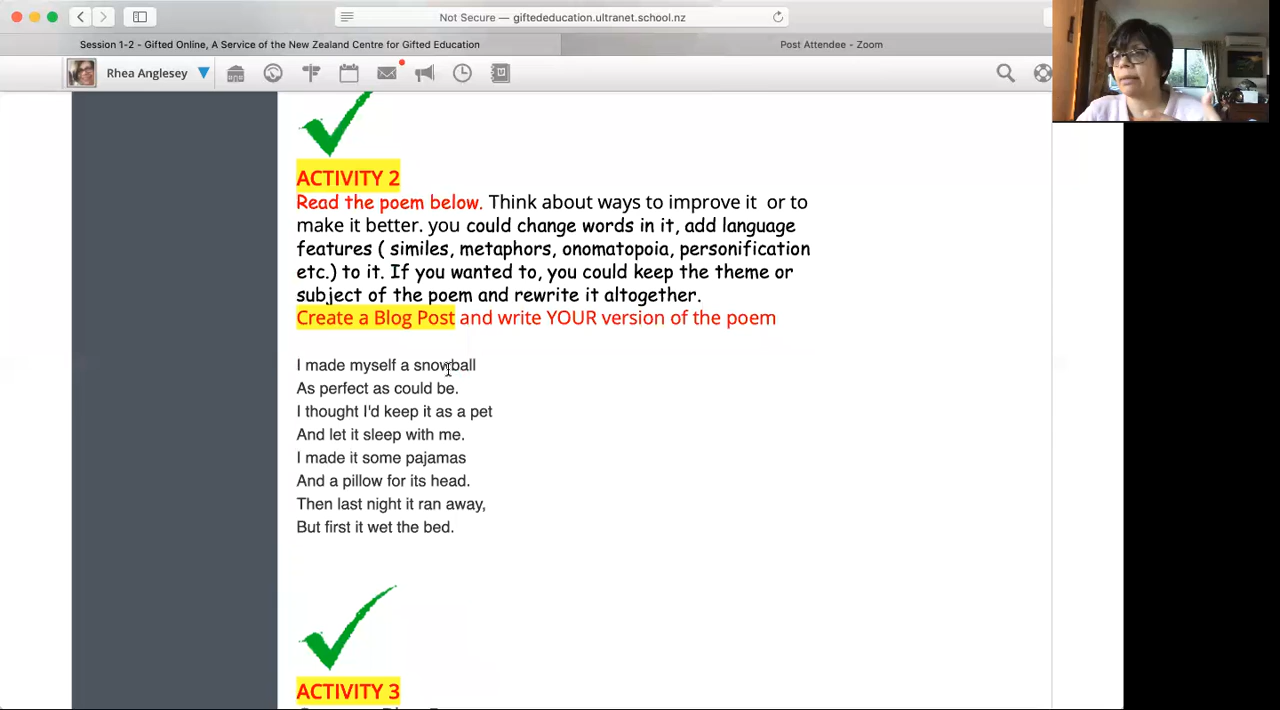 Not Secure — giftededucation.ultranet.school.nz
Session 1-2 - Gifted Online, A Service of the New Zealand Centre for Gifted Education
Post Attendee - Zoom
Rhea Anglesey
ACTIVITY 2
Read the poem below. Think about ways to improve it or to
make it better. you could change words in it, add language
features ( similes, metaphors, onomatopoia, personification
etc.) to it. If you wanted to, you could keep the theme or
subject of the poem and rewrite it altogether.
Create a Blog Post and write YOUR version of the poem
I made myself a snowball
As perfect as could be.
I thought I'd keep it as a pet
And let it sleep with me.
I made it some pajamas
And a pillow for its head.
Then last night it ran away,
But first it wet the bed.
ACTIVITY 3